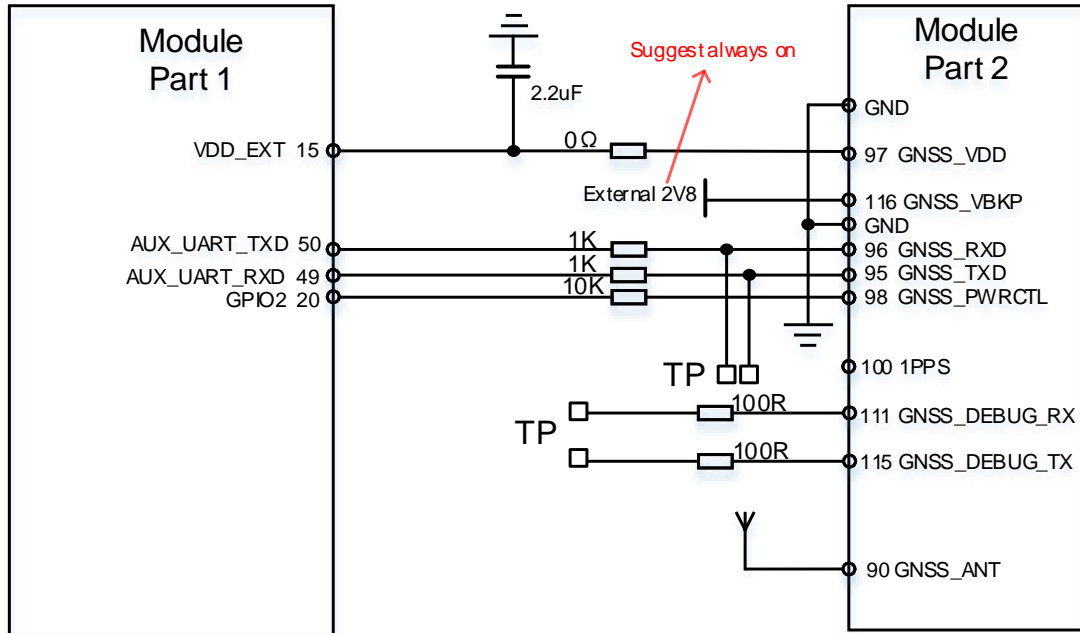 Module
Part 1
Module
Part 2
Suggest always on
2.2uF
GND
VDD_EXT 15
0Ω
97 GNSS_VDD
External 2V8
116 GNSS_VBKP
GND
AUX_UART_TXD 50
1K
96 GNSS_RXD
AUX_UART_RXD 49
1K
95 GNSS_TXD
GPIO2 20
10K
98 GNSS_PWRCTL
100 1PPS
TP
100R
111 GNSS_DEBUG_RX
TP
100R
115 GNSS_DEBUG_TX
90 GNSS_ANT